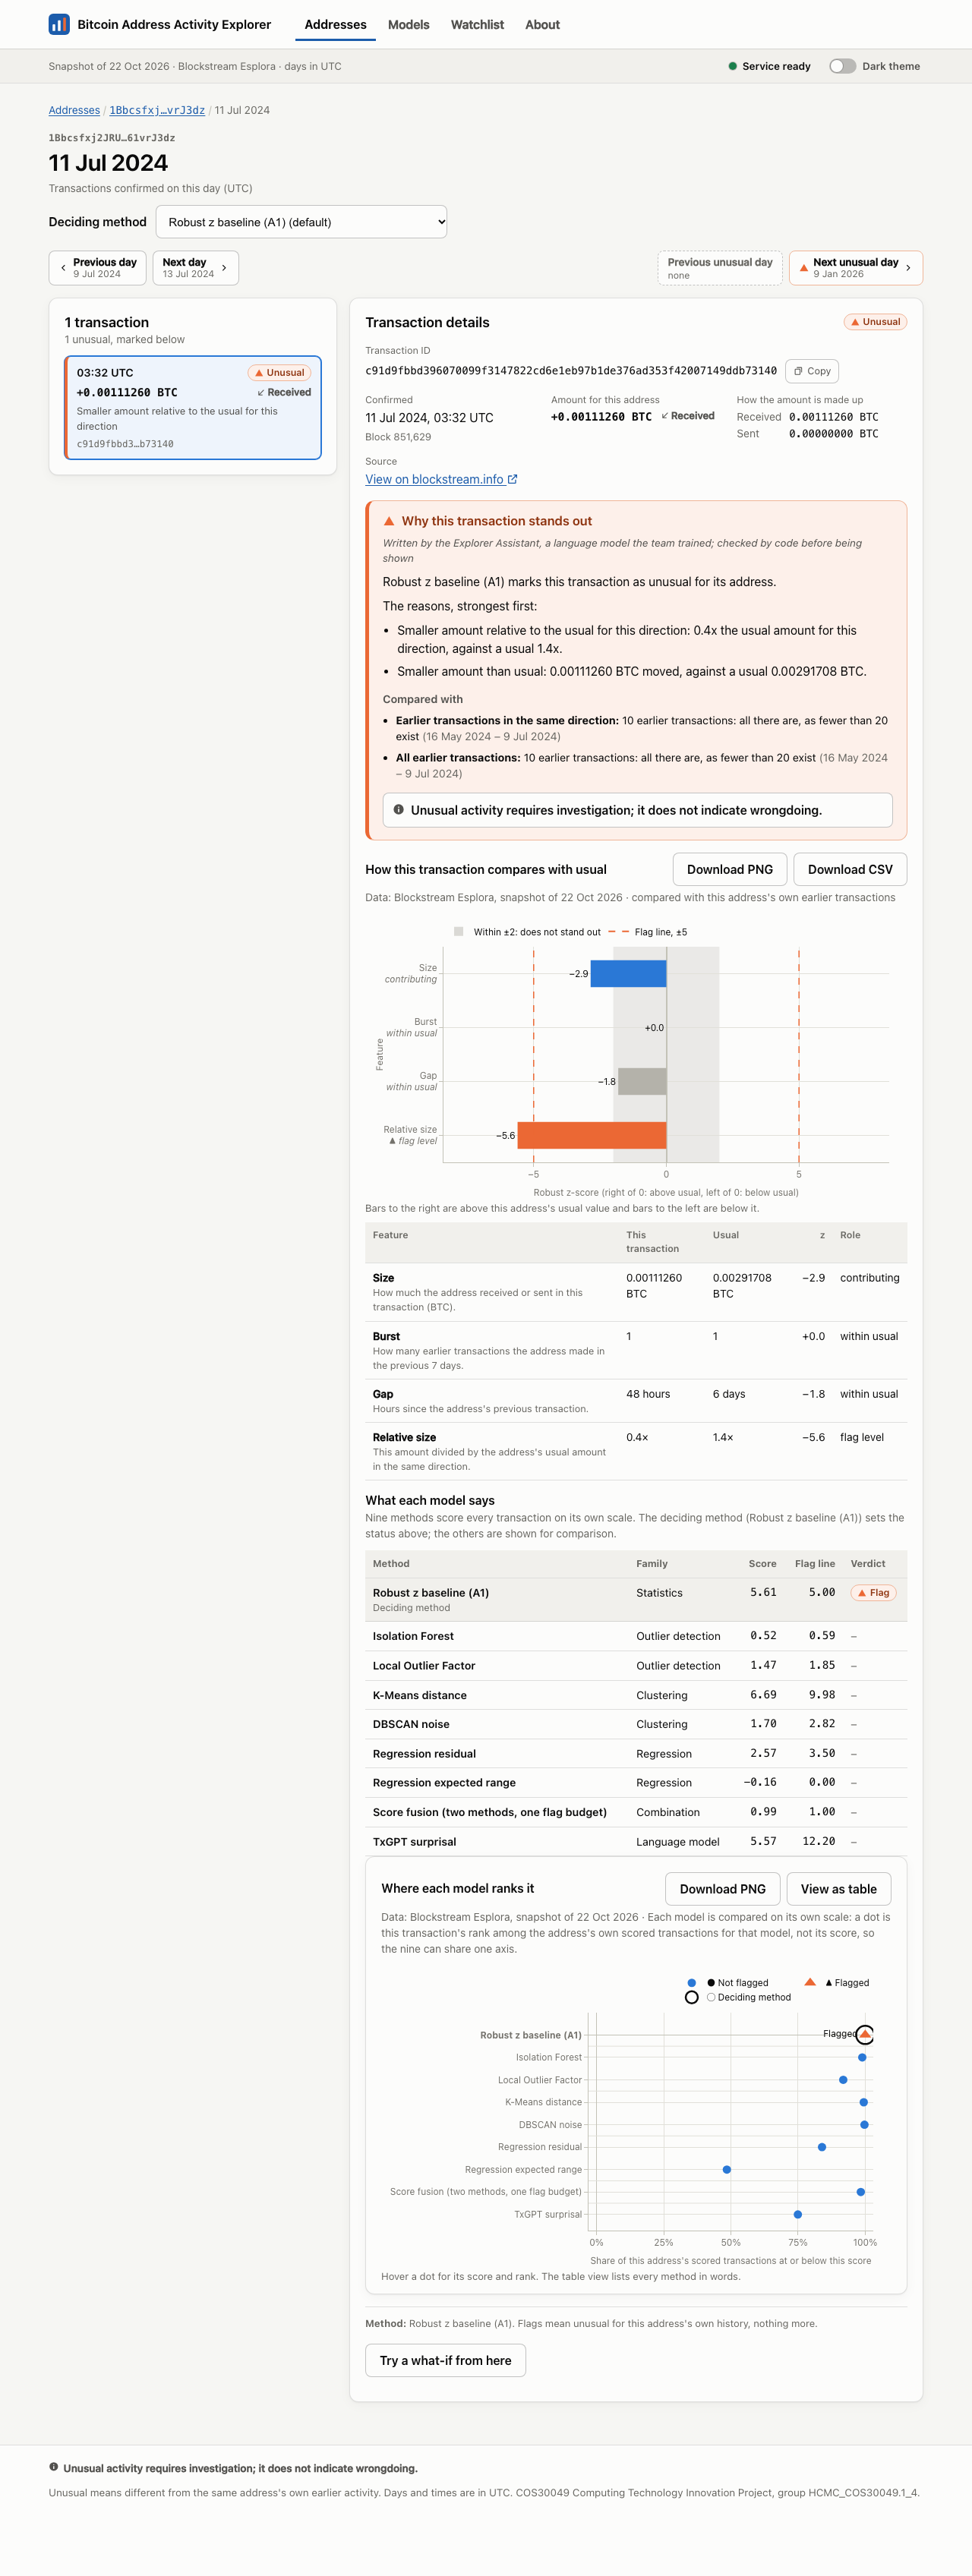 Bitcoin Address Activity Explorer
Addresses
Models
Watchlist
About
Snapshot of 22 Oct 2026 · Blockstream Esplora · days in UTC
Service ready
Dark theme
Addresses / 1Bbcsfxj…vrJ3dz / 11 Jul 2024
1Bbcsfxj2JRU…61vrJ3dz
11 Jul 2024
Transactions confirmed on this day (UTC)
Deciding method
Robust z baseline (A1) (default)
Previous day
9 Jul 2024
Next day
13 Jul 2024
Previous unusual day
none
Next unusual day
9 Jan 2026
1 transaction
1 unusual, marked below
03:32 UTC
Unusual
+0.00111260 BTC
Received
Smaller amount relative to the usual for this
direction
c91d9fbbd3…b73140
Transaction details
Unusual
Transaction ID
c91d9fbbd396070099f3147822cd6e1eb97b1de376ad353f42007149ddb73140
Copy
Confirmed
11 Jul 2024, 03:32 UTC
Block 851,629
Amount for this address
+0.00111260 BTC
Received
How the amount is made up
Received 0.00111260 BTC
Sent 0.00000000 BTC
Source
View on blockstream.info
Why this transaction stands out
Written by the Explorer Assistant, a language model the team trained; checked by code before being
shown
Robust z baseline (A1) marks this transaction as unusual for its address.
The reasons, strongest first:
• Smaller amount relative to the usual for this direction: 0.4x the usual amount for this
direction, against a usual 1.4x.
• Smaller amount than usual: 0.00111260 BTC moved, against a usual 0.00291708 BTC.
Compared with
• Earlier transactions in the same direction: 10 earlier transactions: all there are, as fewer than 20
exist (16 May 2024 – 9 Jul 2024)
• All earlier transactions: 10 earlier transactions: all there are, as fewer than 20 exist (16 May 2024
– 9 Jul 2024)
Unusual activity requires investigation; it does not indicate wrongdoing.
How this transaction compares with usual
Download PNG
Download CSV
Data: Blockstream Esplora, snapshot of 22 Oct 2026 · compared with this address's own earlier transactions
Within ±2: does not stand out
Flag line, ±5
Feature
Size
contributing
−2.9
Burst
within usual
+0.0
Gap
within usual
−1.8
Relative size
▲ flag level
−5.6
−5 0 5
Robust z-score (right of 0: above usual, left of 0: below usual)
Bars to the right are above this address's usual value and bars to the left are below it.
Feature This transaction Usual z Role
Size 0.00111260 BTC 0.00291708 BTC −2.9 contributing
How much the address received or sent in this
transaction (BTC).
Burst 1 1 +0.0 within usual
How many earlier transactions the address made in
the previous 7 days.
Gap 48 hours 6 days −1.8 within usual
Hours since the address's previous transaction.
Relative size 0.4× 1.4× −5.6 flag level
This amount divided by the address's usual amount
in the same direction.
What each model says
Nine methods score every transaction on its own scale. The deciding method (Robust z baseline (A1)) sets the
status above; the others are shown for comparison.
Method Family Score Flag line Verdict
Robust z baseline (A1) Statistics 5.61 5.00 Flag
Deciding method
Isolation Forest Outlier detection 0.52 0.59 –
Local Outlier Factor Outlier detection 1.47 1.85 –
K-Means distance Clustering 6.69 9.98 –
DBSCAN noise Clustering 1.70 2.82 –
Regression residual Regression 2.57 3.50 –
Regression expected range Regression −0.16 0.00 –
Score fusion (two methods, one flag budget) Combination 0.99 1.00 –
TxGPT surprisal Language model 5.57 12.20 –
Where each model ranks it
Download PNG
View as table
Data: Blockstream Esplora, snapshot of 22 Oct 2026 · Each model is compared on its own scale: a dot is
this transaction's rank among the address's own scored transactions for that model, not its score, so
the nine can share one axis.
● Not flagged
▲ Flagged
○ Deciding method
Robust z baseline (A1)
Flagged
Isolation Forest
Local Outlier Factor
K-Means distance
DBSCAN noise
Regression residual
Regression expected range
Score fusion (two methods, one flag budget)
TxGPT surprisal
0% 25% 50% 75% 100%
Share of this address's scored transactions at or below this score
Hover a dot for its score and rank. The table view lists every method in words.
Method: Robust z baseline (A1). Flags mean unusual for this address's own history, nothing more.
Try a what-if from here
Unusual activity requires investigation; it does not indicate wrongdoing.
Unusual means different from the same address's own earlier activity. Days and times are in UTC. COS30049 Computing Technology Innovation Project, group HCMC_COS30049.1_4.